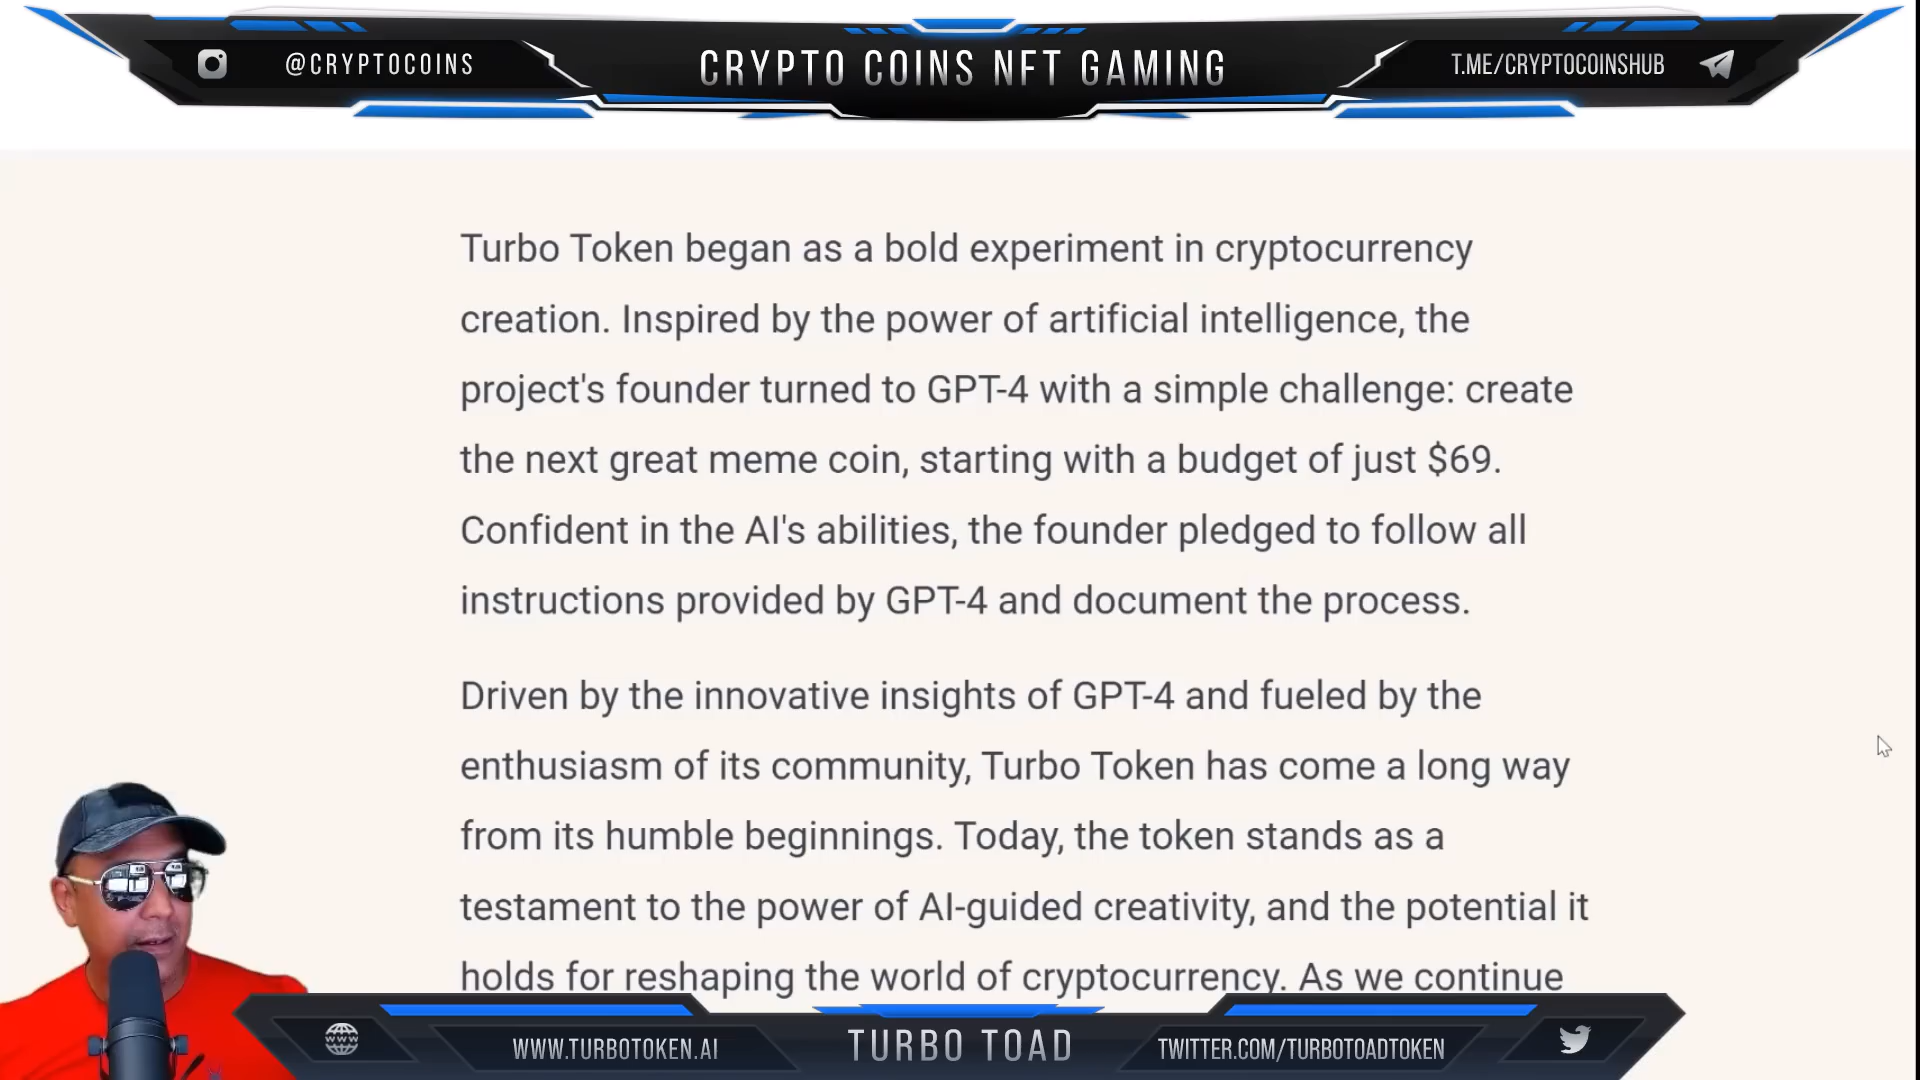 @CRYPTOCOINS
CRYPTO COINS NFT GAMING
T.ME/CRYPTOCOINSHUB
Turbo Token began as a bold experiment in cryptocurrency
creation. Inspired by the power of artificial intelligence, the
project's founder turned to GPT-4 with a simple challenge: create
the next great meme coin, starting with a budget of just $69.
Confident in the AI's abilities, the founder pledged to follow all
instructions provided by GPT-4 and document the process.
Driven by the innovative insights of GPT-4 and fueled by the
enthusiasm of its community, Turbo Token has come a long way
from its humble beginnings. Today, the token stands as a
testament to the power of AI-guided creativity, and the potential it
holds for reshaping the world of cryptocurrency. As we continue
WWW
WWW.TURBOTOKEN.AI
TURBO TOAD
TWITTER.COM/TURBOTOADTOKEN